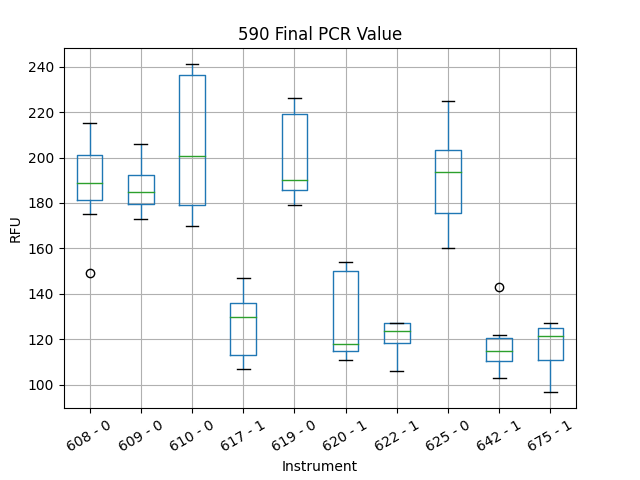 590 Final PCR Value
RFU
240
220
200
180
160
140
120
100
608 - 0
609 - 0
610 - 0
617 - 1
619 - 0
620 - 1
622 - 1
625 - 0
642 - 1
675 - 1
Instrument